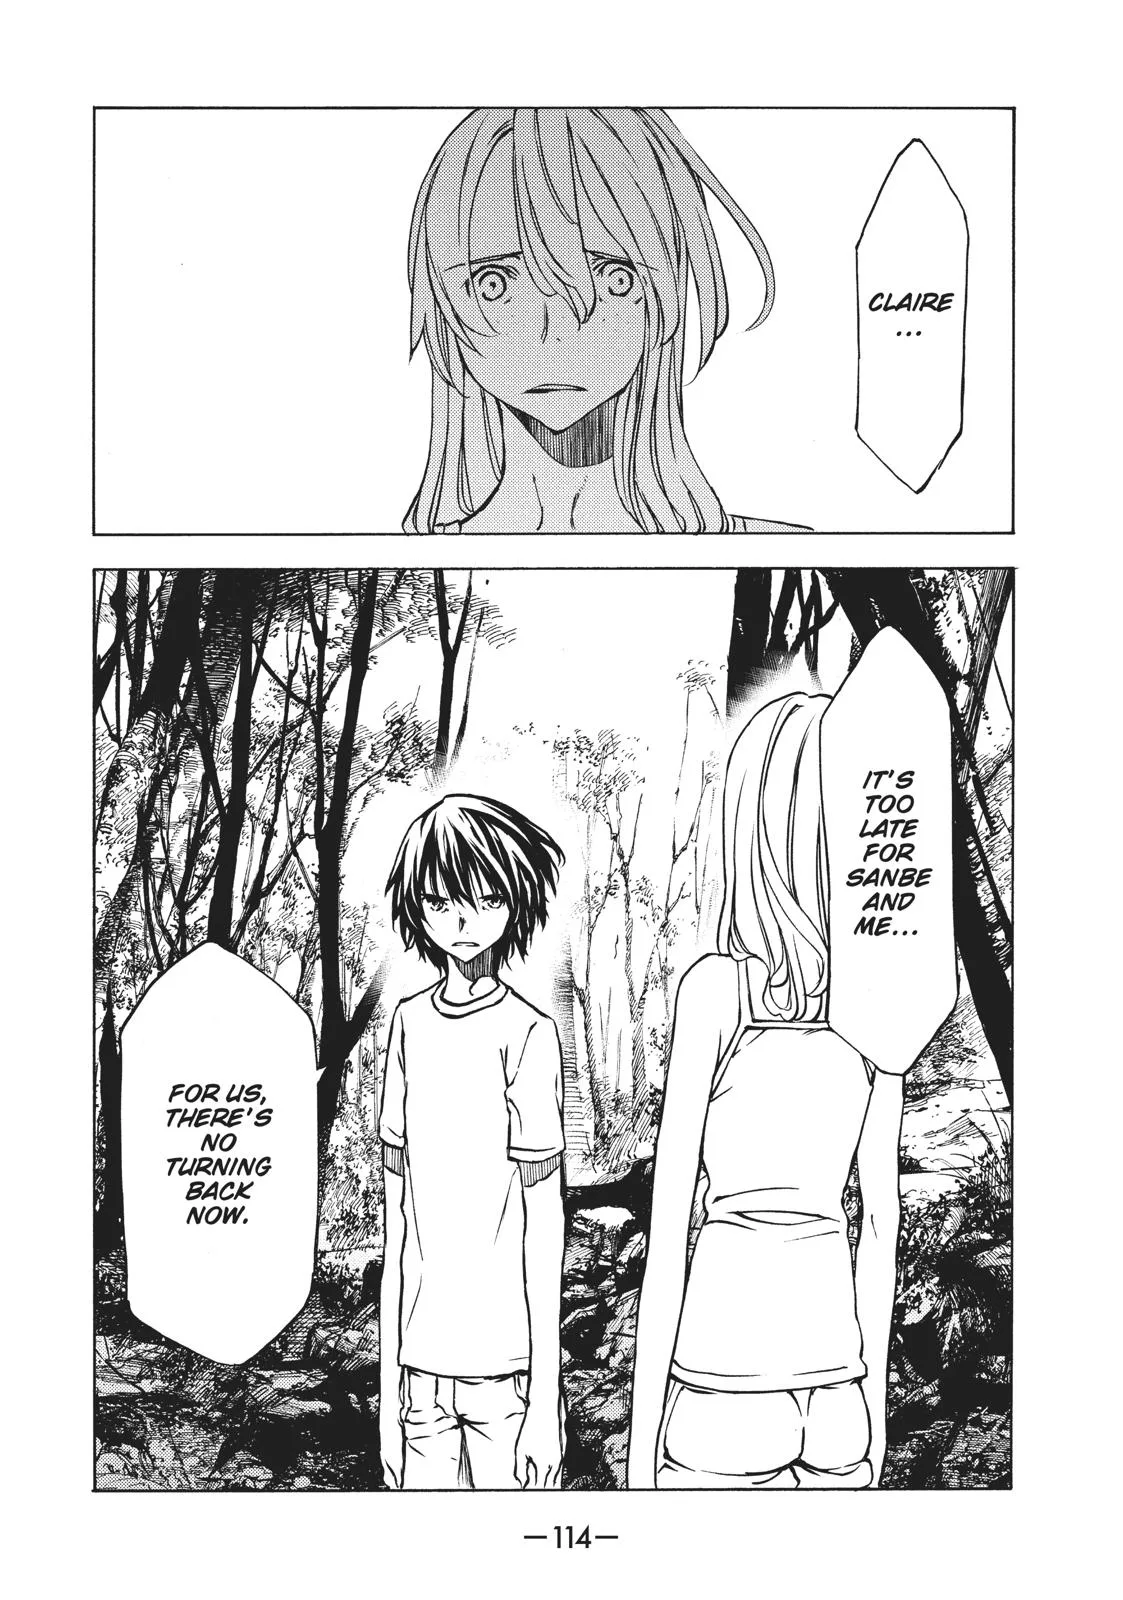 CLAIRE
...
IT'S
TOO
LATE
FOR
SANBE
AND
ME...
FOR US,
THERE'S
NO
TURNING
BACK
NOW.
—114—